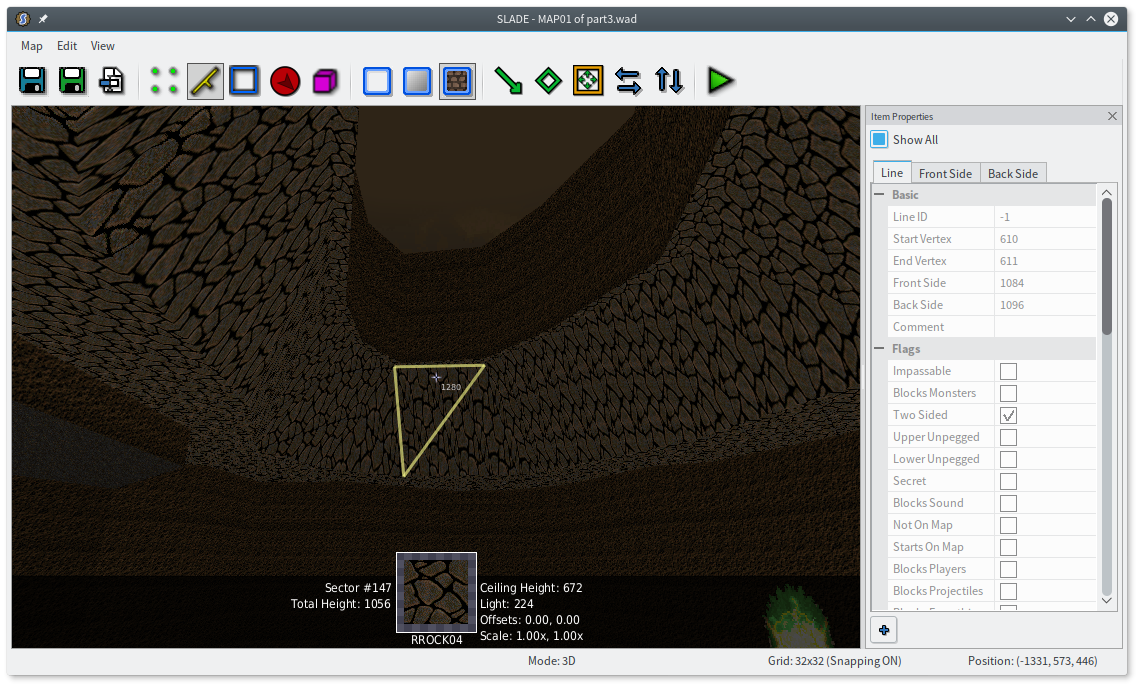 SLADE - MAP01 of part3.wad
Map Edit View
Item Properties
Show All
Line Front Side Back Side
Basic
Line ID -1
Start Vertex 610
End Vertex 611
Front Side 1084
Back Side 1096
Comment
Flags
Impassable
Blocks Monsters
Two Sided
Upper Unpegged
Lower Unpegged
Secret
Blocks Sound
Not On Map
Starts On Map
Blocks Players
Blocks Projectiles
1280
Sector #147
Total Height: 1056
RROCK04
Ceiling Height: 672
Light: 224
Offsets: 0.00, 0.00
Scale: 1.00x, 1.00x
Mode: 3D
Grid: 32x32 (Snapping ON)
Position: (-1331, 573, 446)